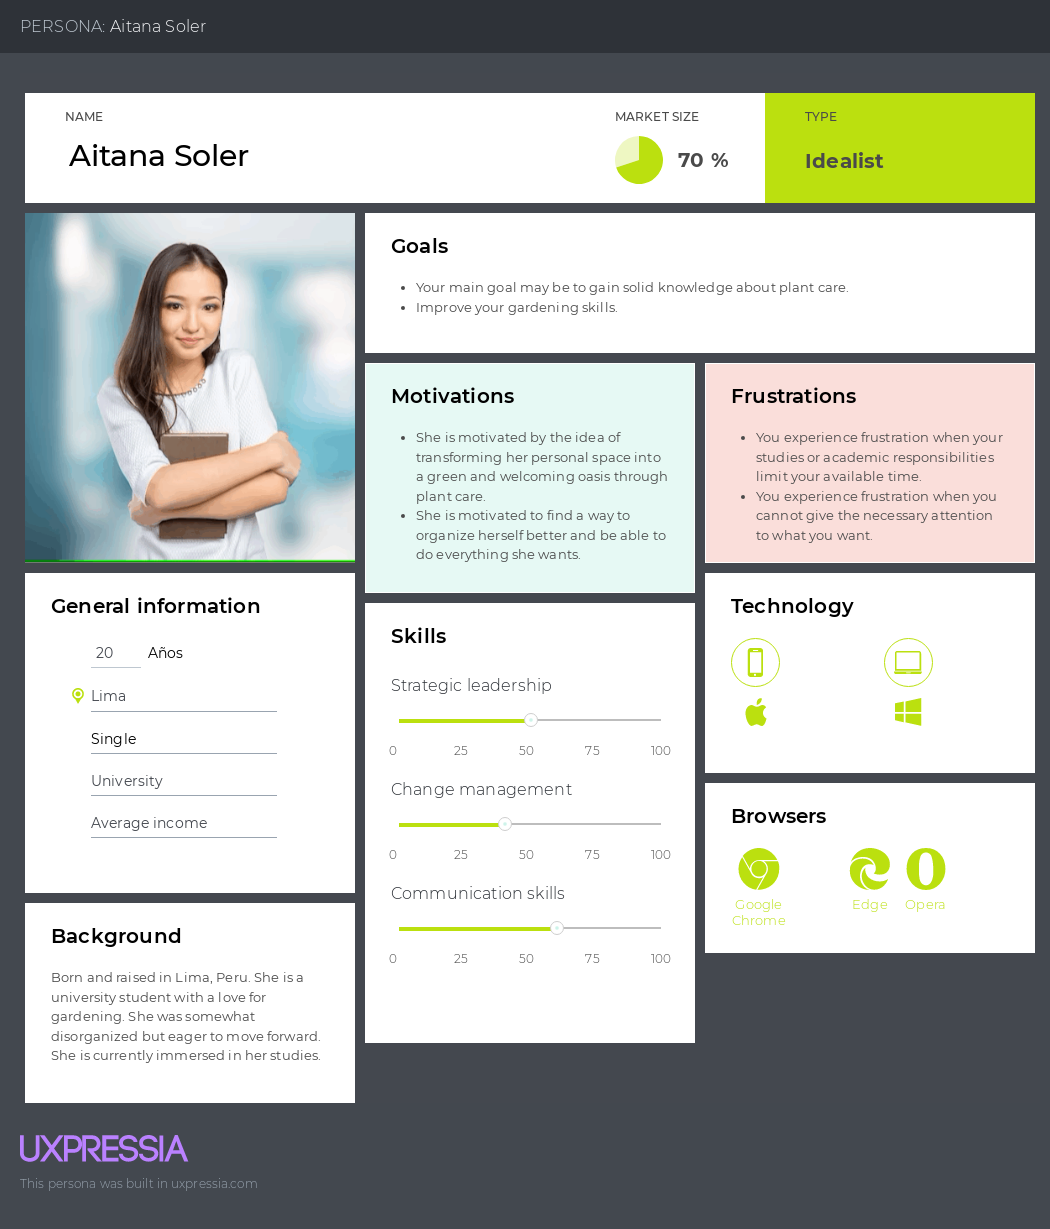 PERSONA: Aitana Soler
NAME
Aitana Soler
MARKET SIZE
70 %
TYPE
Idealist
Goals
• Your main goal may be to gain solid knowledge about plant care.
• Improve your gardening skills.
Motivations
• She is motivated by the idea of
transforming her personal space into
a green and welcoming oasis through
plant care.
• She is motivated to find a way to
organize herself better and be able to
do everything she wants.
Frustrations
• You experience frustration when your
studies or academic responsibilities
limit your available time.
• You experience frustration when you
cannot give the necessary attention
to what you want.
General information
20 Años
Lima
Single
University
Average income
Skills
Strategic leadership
0 25 50 75 100
Change management
0 25 50 75 100
Communication skills
0 25 50 75 100
Technology
Browsers
Google
Chrome
Edge
Opera
Background
Born and raised in Lima, Peru. She is a
university student with a love for
gardening. She was somewhat
disorganized but eager to move forward.
She is currently immersed in her studies.
UXPRESSIA
This persona was built in uxpressia.com